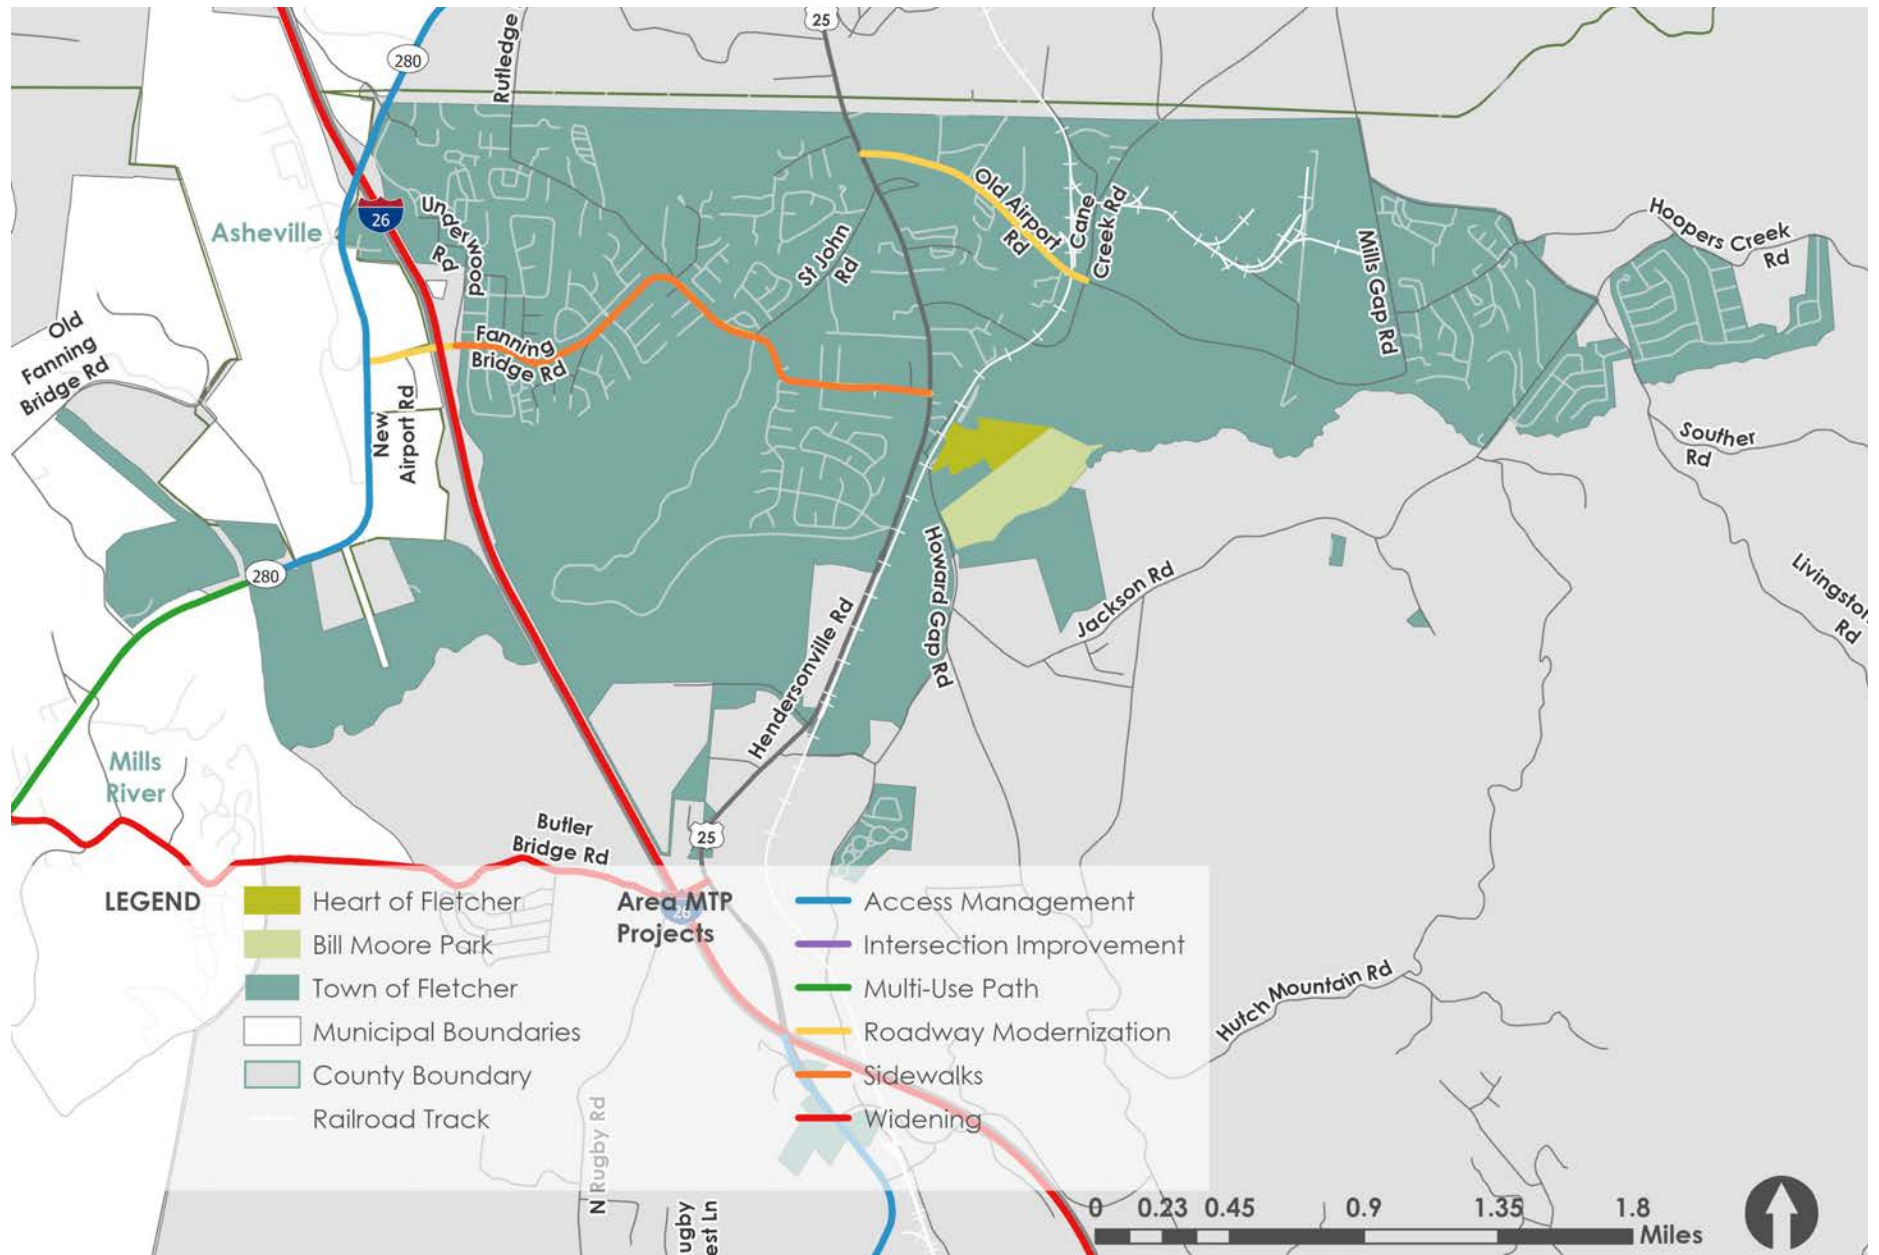 25
280
Rutledge
Asheville
26
Underwood
Rd
St John
Rd
Old Airport
Rd
Cane
Creek Rd
Mills Gap Rd
Hoopers Creek
Rd
Old
Fanning
Bridge Rd
Fanning
Bridge Rd
New
Airport Rd
Souther
Rd
Livingston
Rd
280
Howard Gap Rd
Jackson Rd
Hendersonville Rd
Mills
River
Butler
Bridge Rd
25
26
Hutch Mountain Rd
N Rugby Rd
ugby
est Ln
LEGEND
Heart of Fletcher
Bill Moore Park
Town of Fletcher
Municipal Boundaries
County Boundary
Railroad Track
Area MTP
Projects
Access Management
Intersection Improvement
Multi-Use Path
Roadway Modernization
Sidewalks
Widening
0 0.23 0.45 0.9 1.35 1.8
Miles